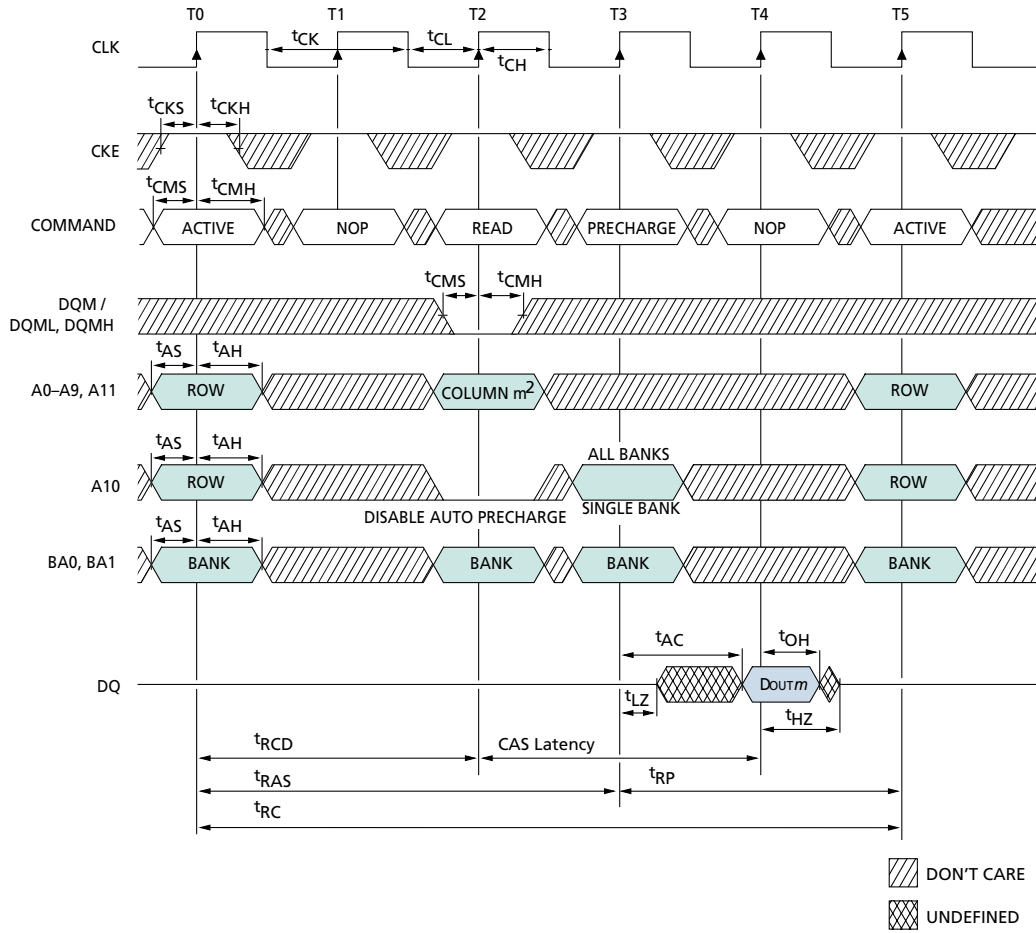 T0 T1 T2 T3 T4 T5
CLK
tCK tCL
tCH
tCKS tCKH
CKE
tCMS tCMH
COMMAND ACTIVE NOP READ PRECHARGE NOP ACTIVE
tCMS tCMH
DQM /
DQML, DQMH
tAS tAH
A0–A9, A11 ROW COLUMN m2 ROW
tAS tAH
ALL BANKS
A10 ROW ROW
DISABLE AUTO PRECHARGE SINGLE BANK
tAS tAH
BA0, BA1 BANK BANK BANK BANK
tAC tOH
DQ DOUTm
tLZ tHZ
tRCD CAS Latency
tRAS tRP
tRC
DON'T CARE
UNDEFINED